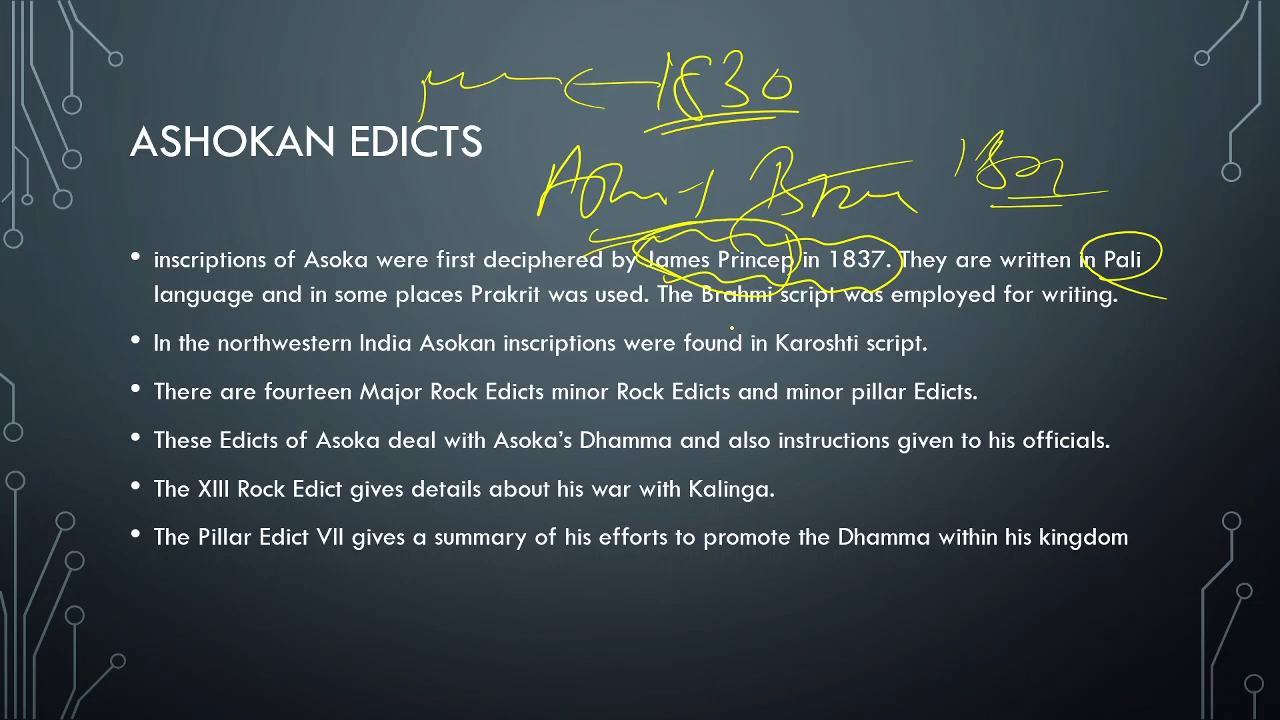 1830
ASHOKAN EDICTS
• inscriptions of Asoka were first deciphered by James Princep in 1837. They are written in Pali
language and in some places Prakrit was used. The Brahmi script was employed for writing.
• In the northwestern India Asokan inscriptions were found in Karoshti script.
• There are fourteen Major Rock Edicts minor Rock Edicts and minor pillar Edicts.
• These Edicts of Asoka deal with Asoka's Dhamma and also instructions given to his officials.
• The XIII Rock Edict gives details about his war with Kalinga.
• The Pillar Edict VII gives a summary of his efforts to promote the Dhamma within his kingdom